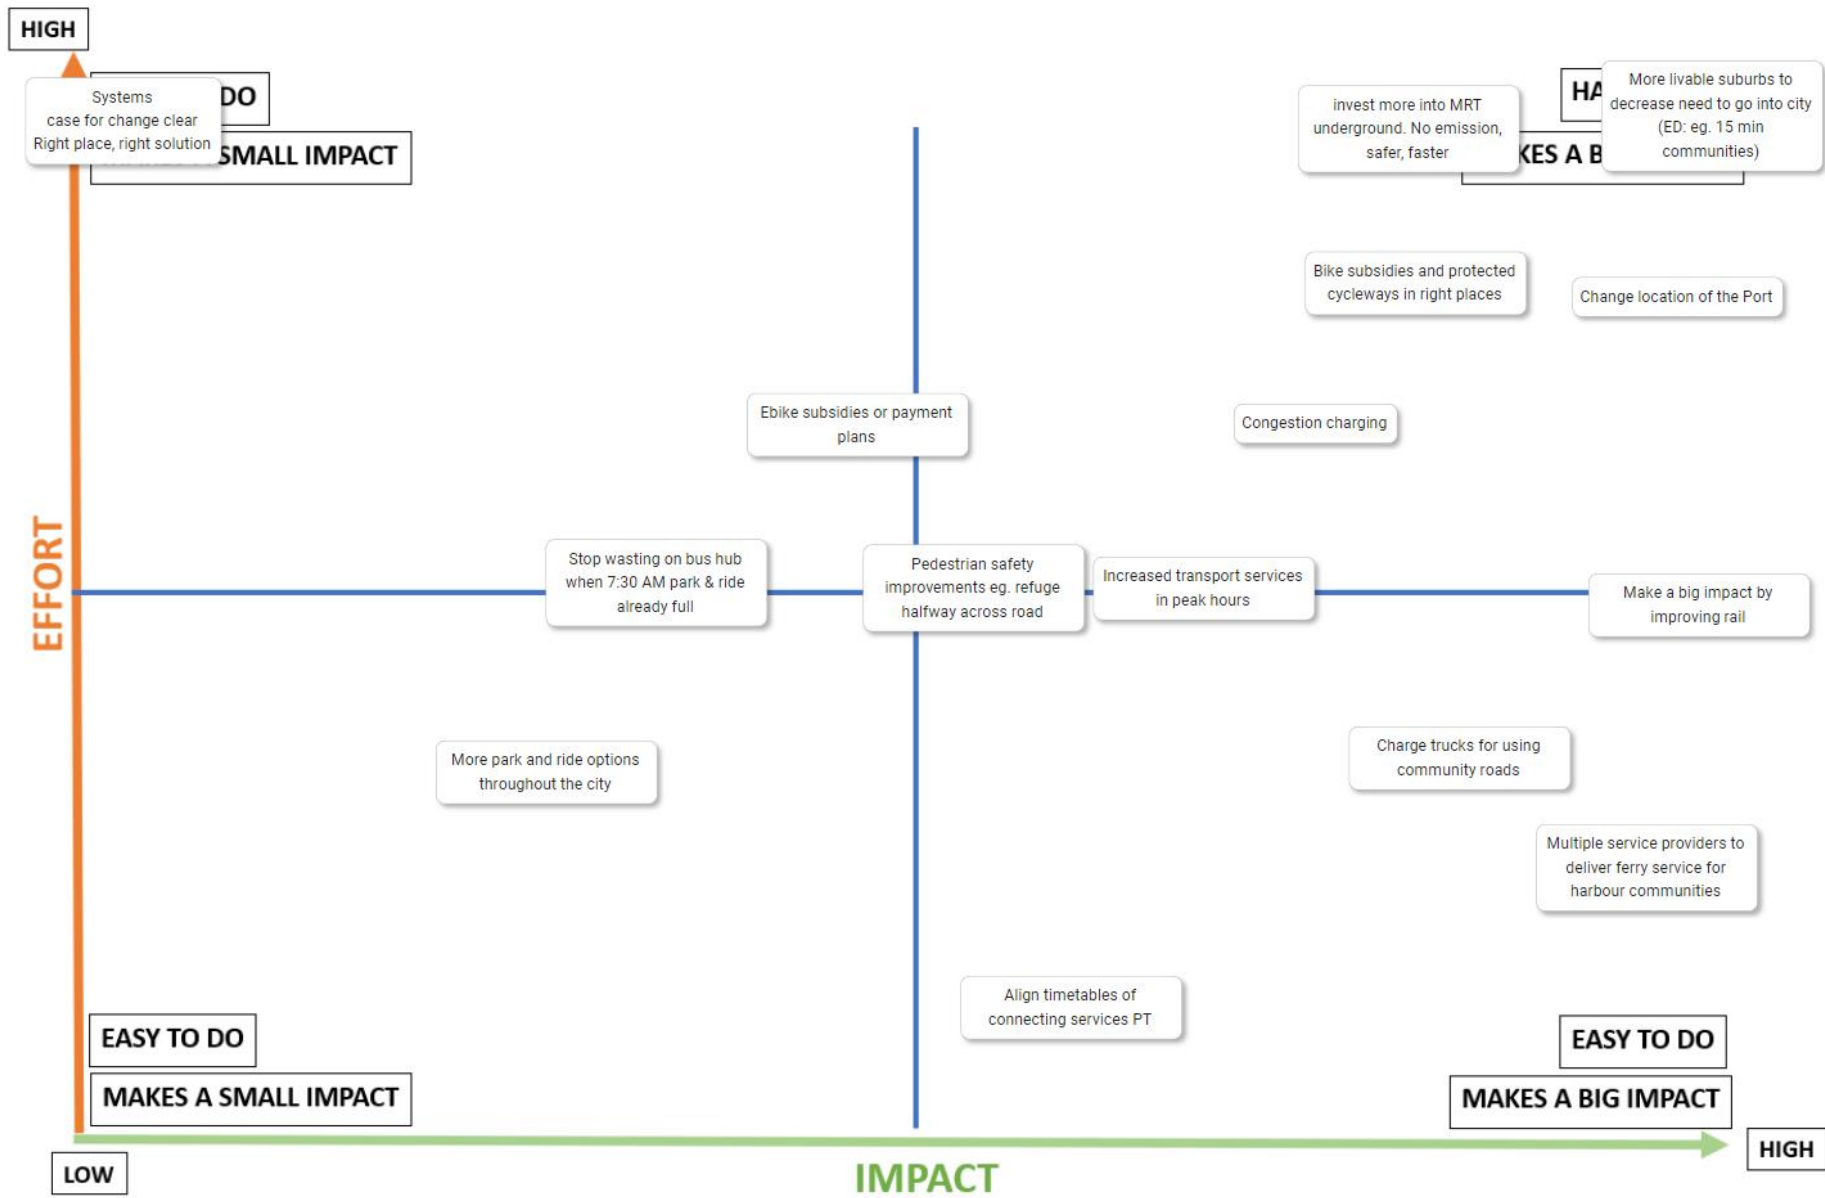 HIGH
Systems
case for change clear
Right place, right solution
DO
SMALL IMPACT
invest more into MRT
underground. No emission,
safer, faster
HA
KES A B
More livable suburbs to
decrease need to go into city
(ED: eg. 15 min
communities)
Bike subsidies and protected
cycleways in right places
Change location of the Port
Ebike subsidies or payment
plans
Congestion charging
EFFORT
Stop wasting on bus hub
when 7:30 AM park & ride
already full
Pedestrian safety
improvements eg. refuge
halfway across road
Increased transport services
in peak hours
Make a big impact by
improving rail
More park and ride options
throughout the city
Charge trucks for using
community roads
Multiple service providers to
deliver ferry service for
harbour communities
Align timetables of
connecting services PT
EASY TO DO
MAKES A SMALL IMPACT
EASY TO DO
MAKES A BIG IMPACT
LOW
IMPACT
HIGH